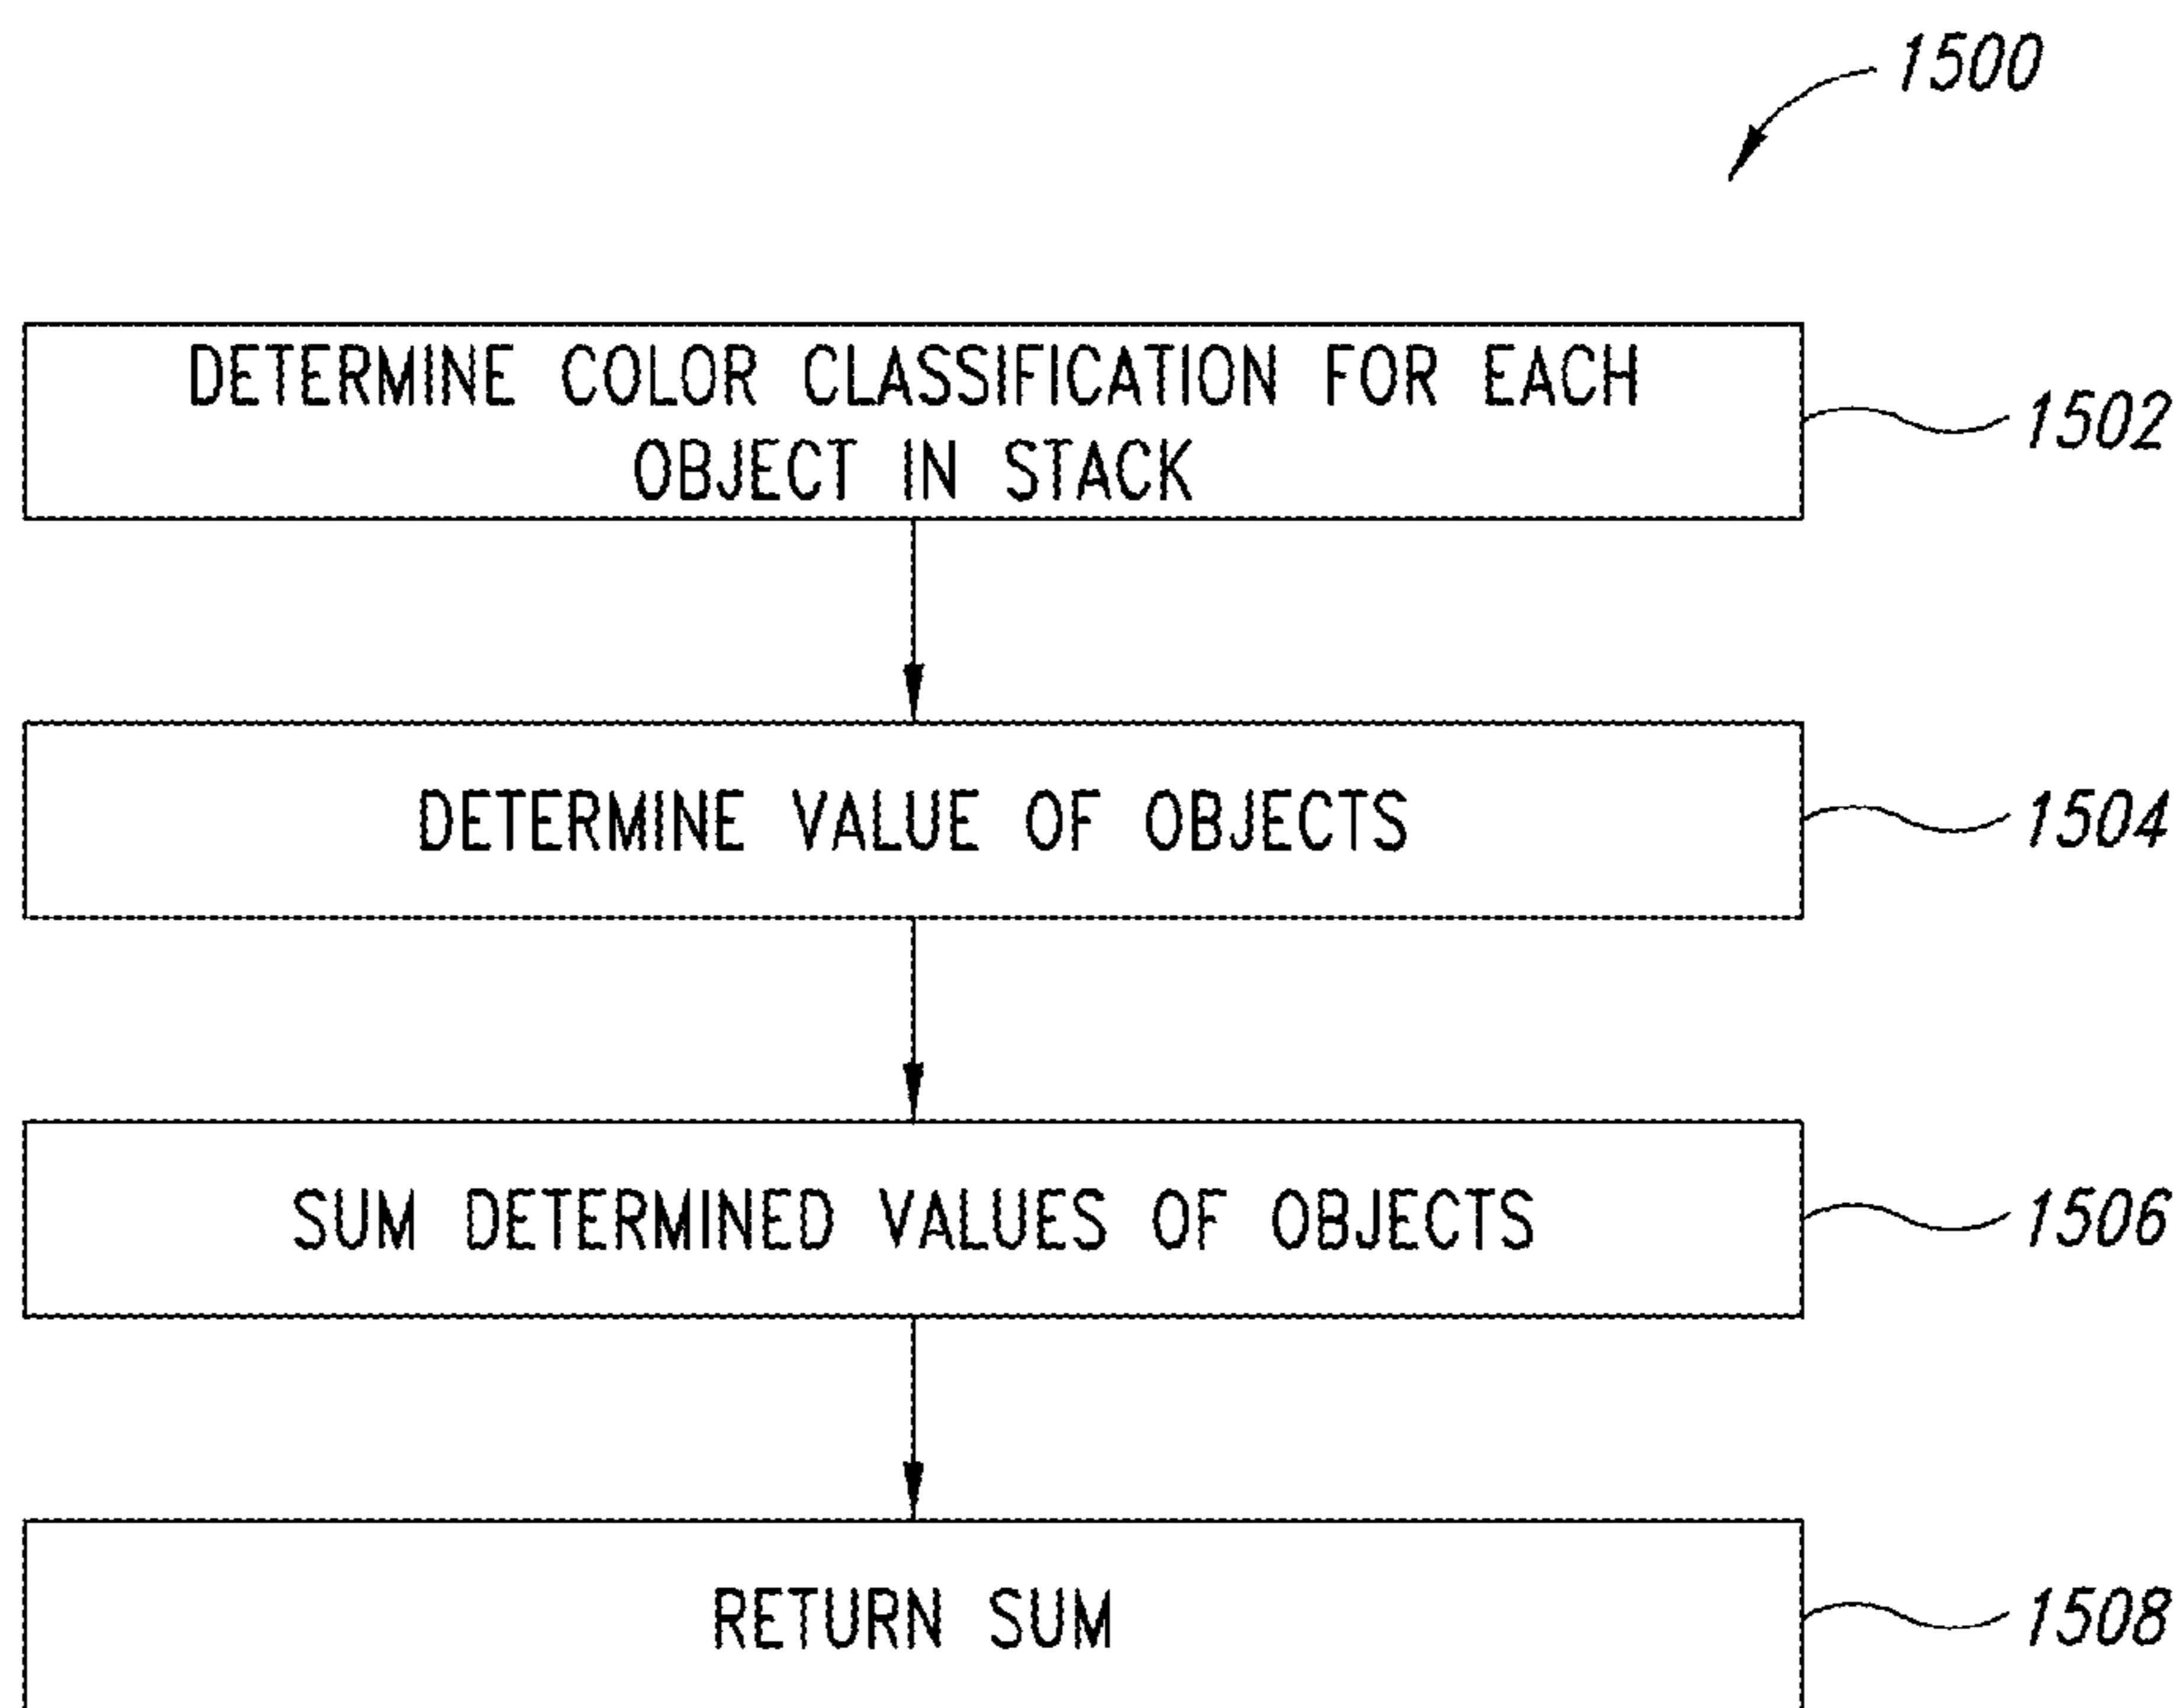 1500
DETERMINE COLOR CLASSIFICATION FOR EACH
OBJECT IN STACK
1502
DETERMINE VALUE OF OBJECTS
1504
SUM DETERMINED VALUES OF OBJECTS
1506
RETURN SUM
1508